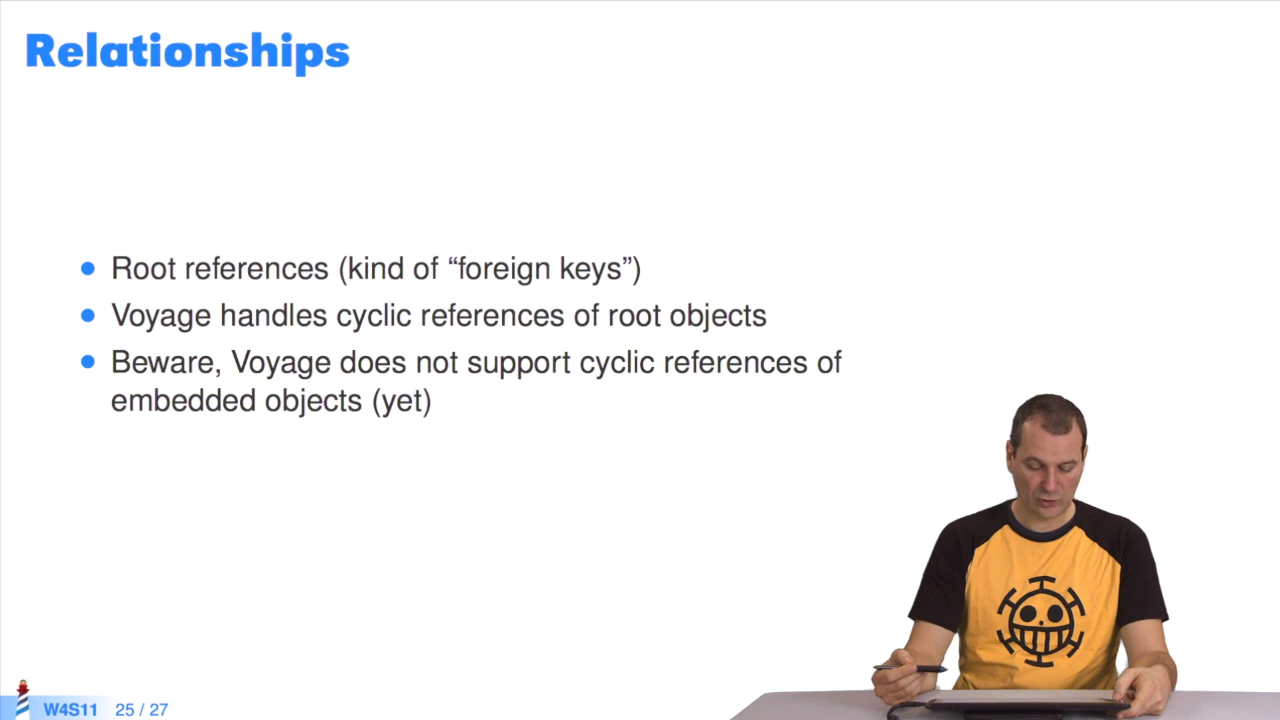 Relationships
Root references (kind of “foreign keys”)
Voyage handles cyclic references of root objects
Beware, Voyage does not support cyclic references of
embedded objects (yet)
W4S11 25 / 27